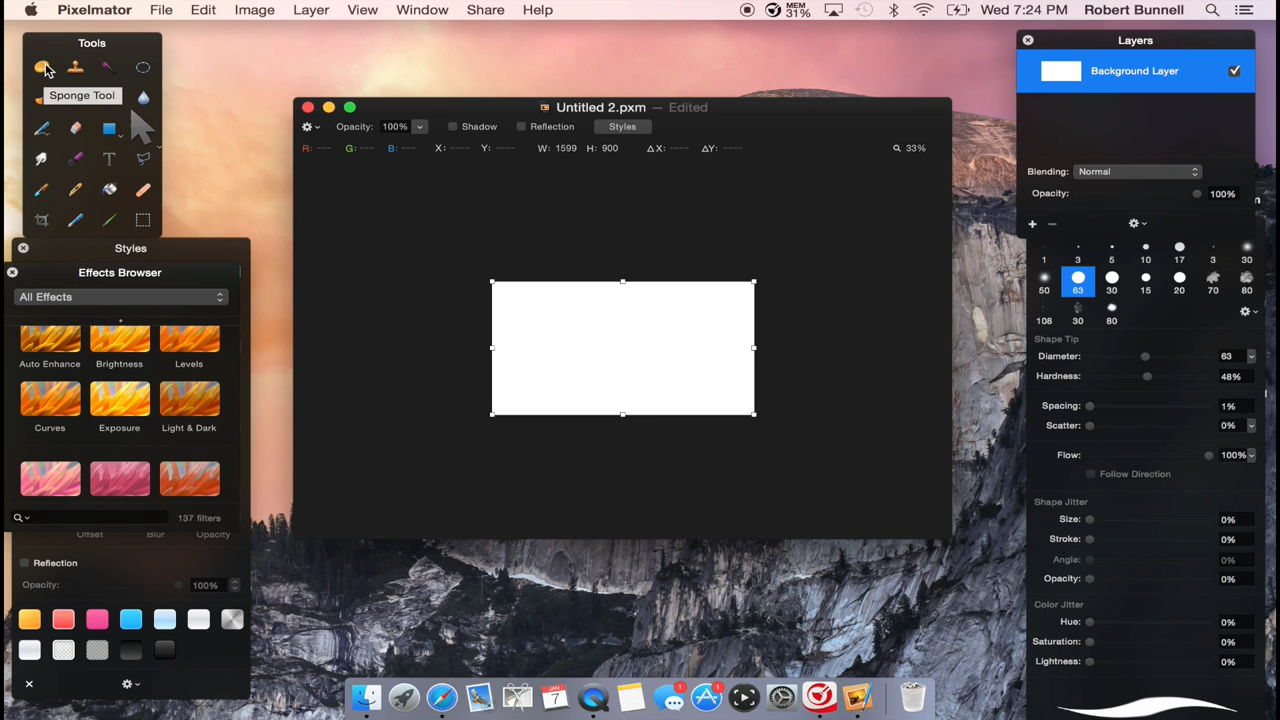 Pixelmator File Edit Image Layer View Window Share Help MEM 31% Wed 7:24 PM Robert Bunnell
Tools
Sponge Tool
T
Untitled 2.pxm — Edited
Opacity: 100% Shadow Reflection Styles
R: --- G: --- B: --- X: ---- Y: ---- W: 1599 H: 900 ΔX: ---- ΔY: ---- 33%
Layers
Background Layer
Blending: Normal
Opacity: 100%
1 3 5 10 17 3 30
50 63 30 15 20 70 80
108 30 80
Shape Tip
Diameter: 63
Hardness: 48%
Spacing: 1%
Scatter: 0%
Flow: 100%
Follow Direction
Shape Jitter
Size: 0%
Stroke: 0%
Angle: 0%
Opacity: 0%
Color Jitter
Hue: 0%
Saturation: 0%
Lightness: 0%
Styles
Effects Browser
All Effects
Auto Enhance Brightness Levels
Curves Exposure Light & Dark
137 filters
Offset Blur Opacity
Reflection
Opacity: 100%
JAN
7
1
1